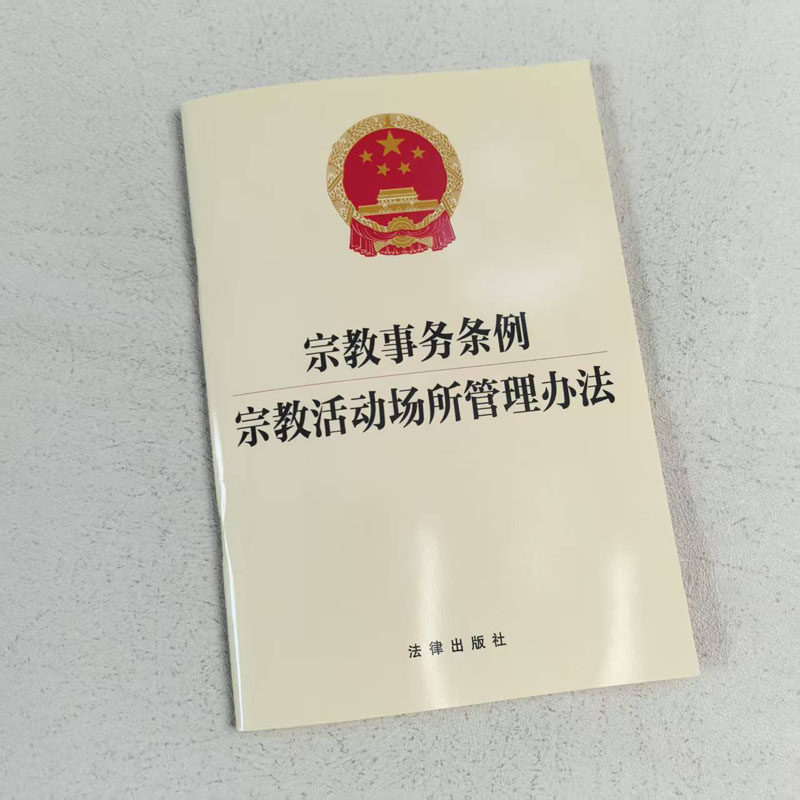 宗教事务条例
宗教活动场所管理办法
法律出版社